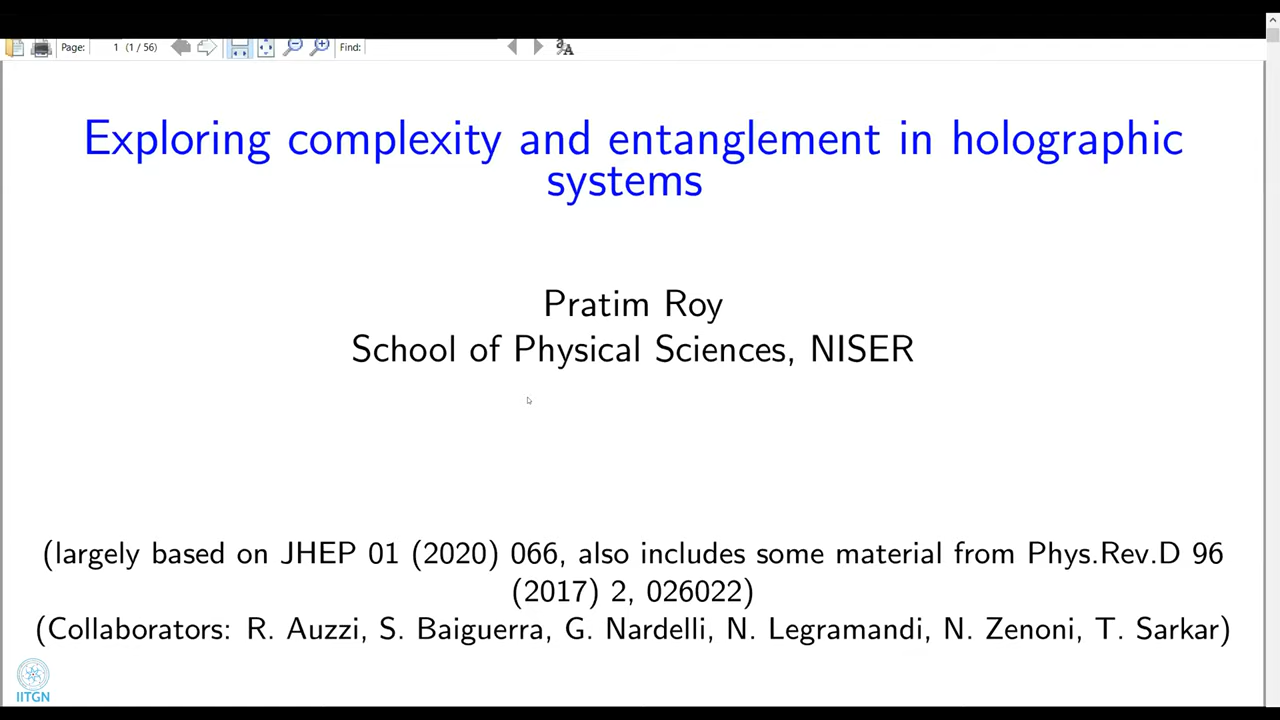 Page: 1 (1 / 56) Find:
Exploring complexity and entanglement in holographic
systems
Pratim Roy
School of Physical Sciences, NISER
(largely based on JHEP 01 (2020) 066, also includes some material from Phys.Rev.D 96
(2017) 2, 026022)
(Collaborators: R. Auzzi, S. Baiguerra, G. Nardelli, N. Legramandi, N. Zenoni, T. Sarkar)
IITGN